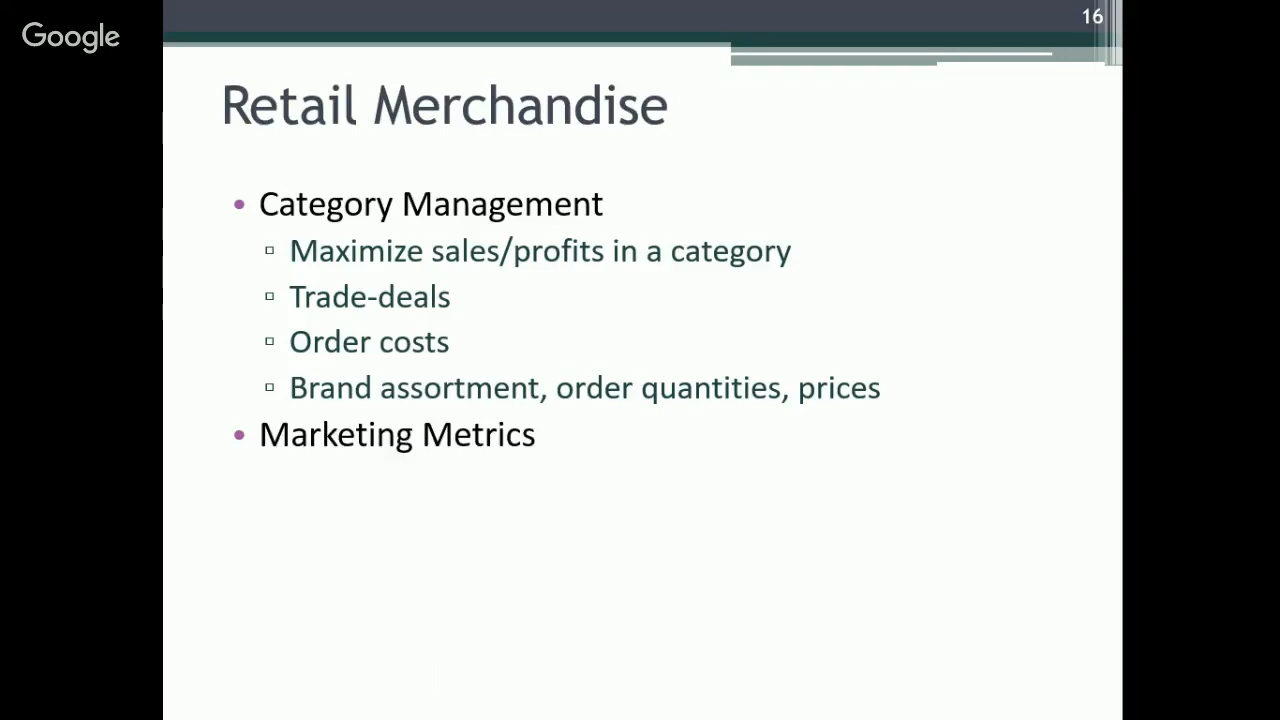 Google
16
Retail Merchandise
• Category Management
▫ Maximize sales/profits in a category
▫ Trade-deals
▫ Order costs
▫ Brand assortment, order quantities, prices
• Marketing Metrics